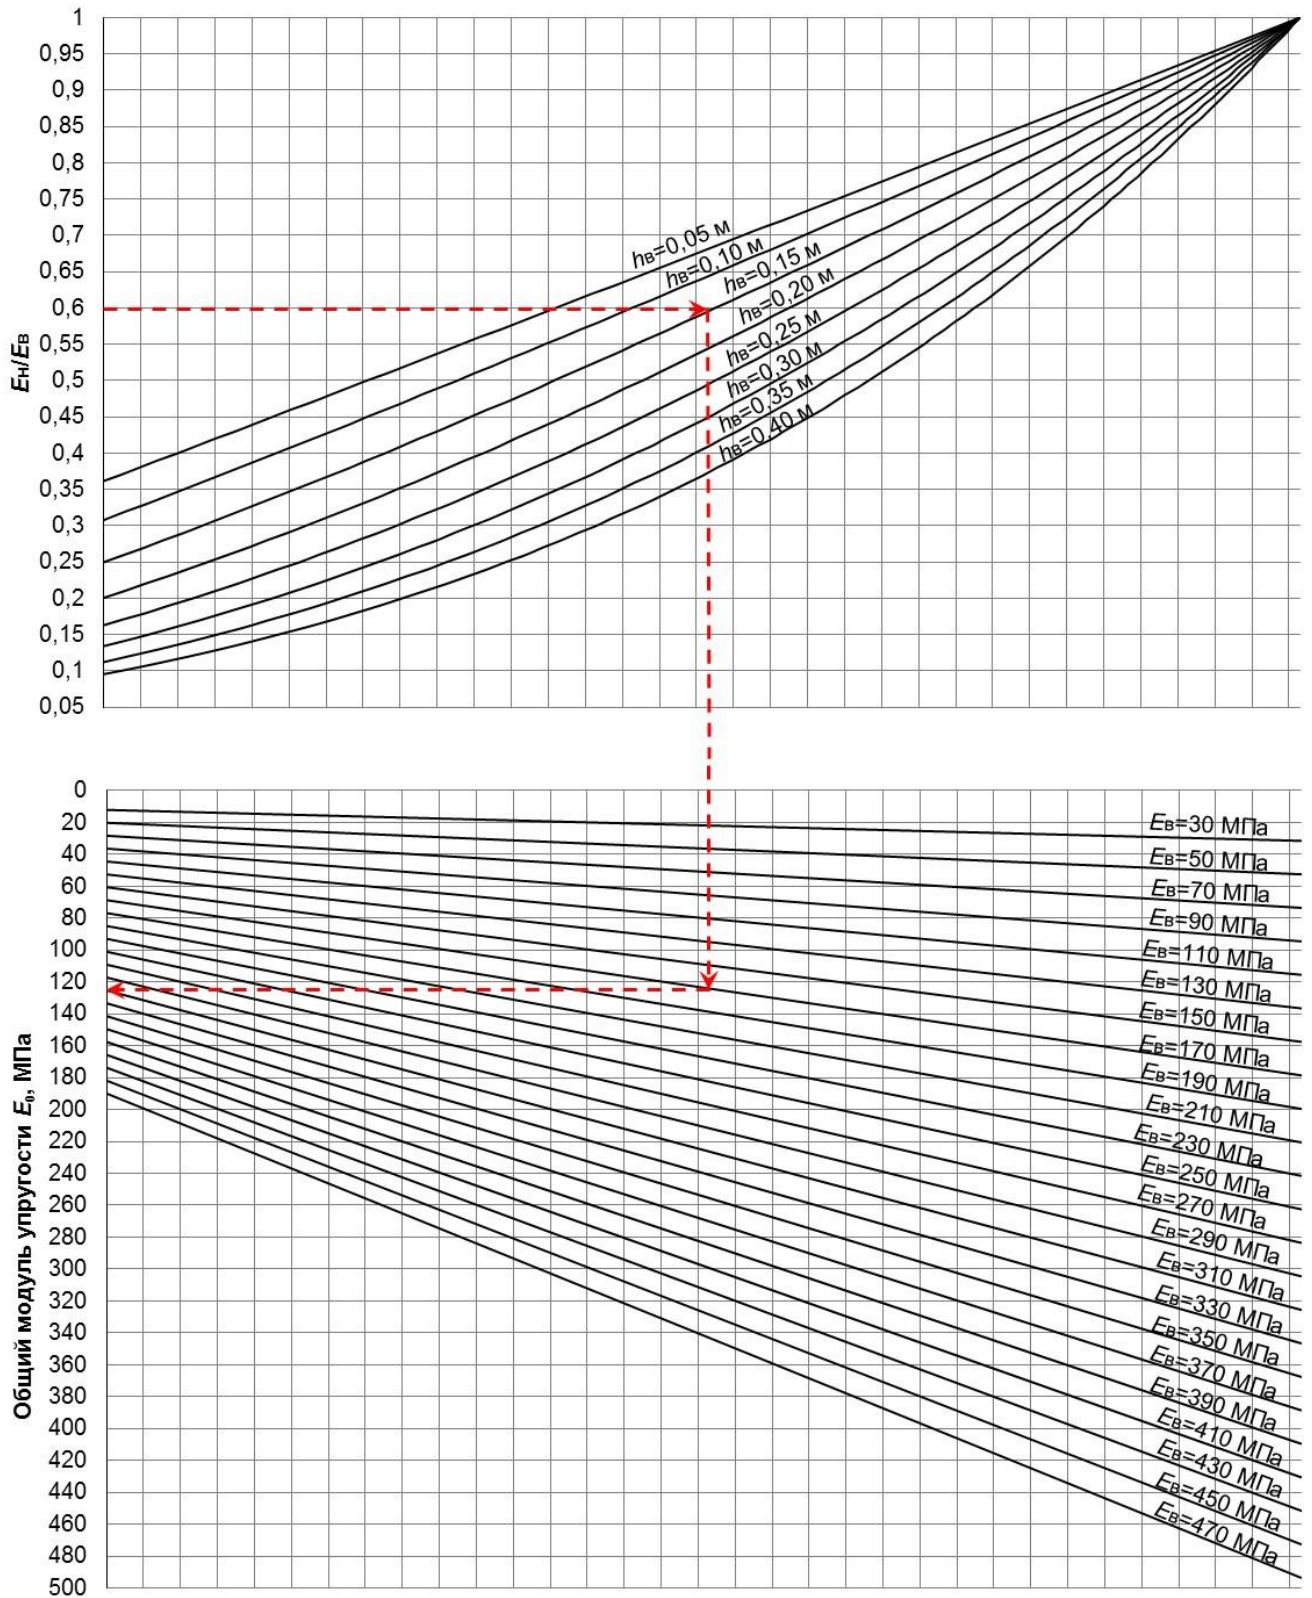 1
0,95
0,9
0,85
0,8
0,75
0,7
0,65
0,6
0,55
0,5
0,45
0,4
0,35
0,3
0,25
0,2
0,15
0,1
0,05
Eн/Eв
hв=0,05 м
hв=0,10 м
hв=0,15 м
hв=0,20 м
hв=0,25 м
hв=0,30 м
hв=0,35 м
hв=0,40 м
0
20
40
60
80
100
120
140
160
180
200
220
240
260
280
300
320
340
360
380
400
420
440
460
480
500
Общий модуль упругости E₀, МПа
Eв=30 МПа
Eв=50 МПа
Eв=70 МПа
Eв=90 МПа
Eв=110 МПа
Eв=130 МПа
Eв=150 МПа
Eв=170 МПа
Eв=190 МПа
Eв=210 МПа
Eв=230 МПа
Eв=250 МПа
Eв=270 МПа
Eв=290 МПа
Eв=310 МПа
Eв=330 МПа
Eв=350 МПа
Eв=370 МПа
Eв=390 МПа
Eв=410 МПа
Eв=430 МПа
Eв=450 МПа
Eв=470 МПа